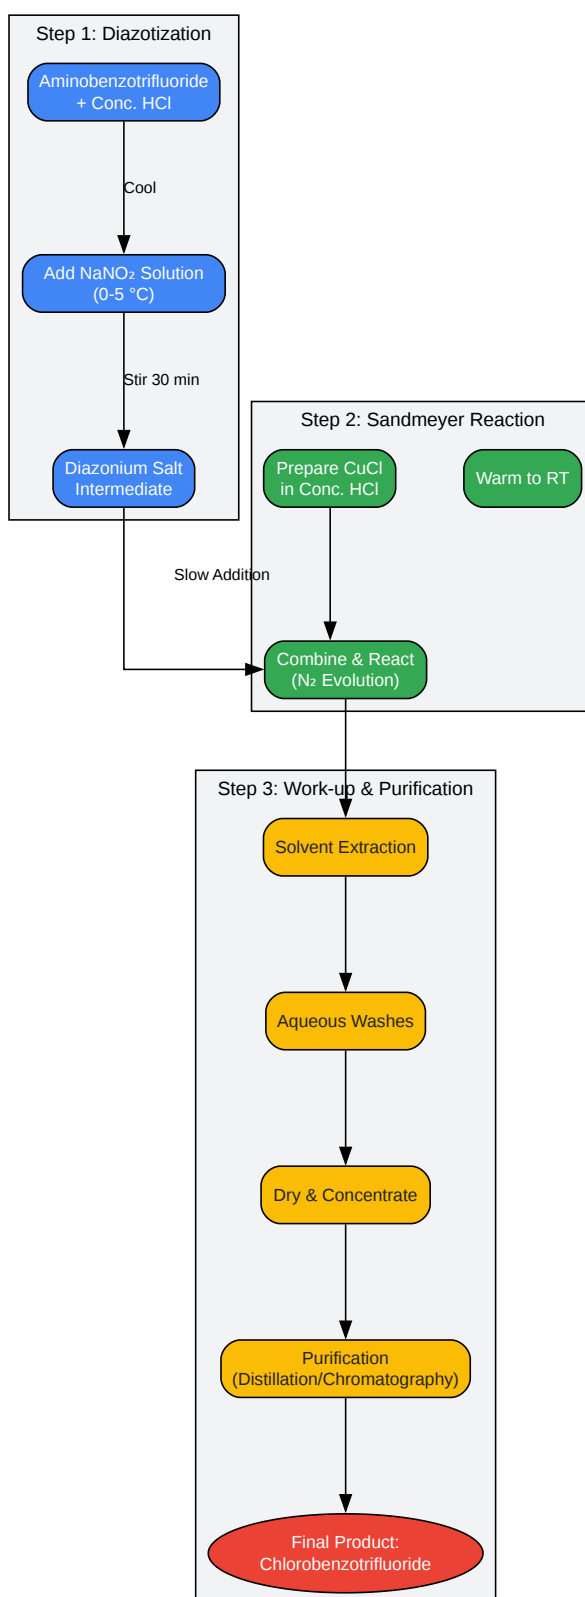 Step 1: Diazotization
Aminobenzotrifluoride
+ Conc. HCl
Cool
Add NaNO₂ Solution
(0-5 °C)
Stir 30 min
Diazonium Salt
Intermediate
Slow Addition
Step 2: Sandmeyer Reaction
Prepare CuCl
in Conc. HCl
Warm to RT
Combine & React
(N₂ Evolution)
Step 3: Work-up & Purification
Solvent Extraction
Aqueous Washes
Dry & Concentrate
Purification
(Distillation/Chromatography)
Final Product:
Chlorobenzotrifluoride